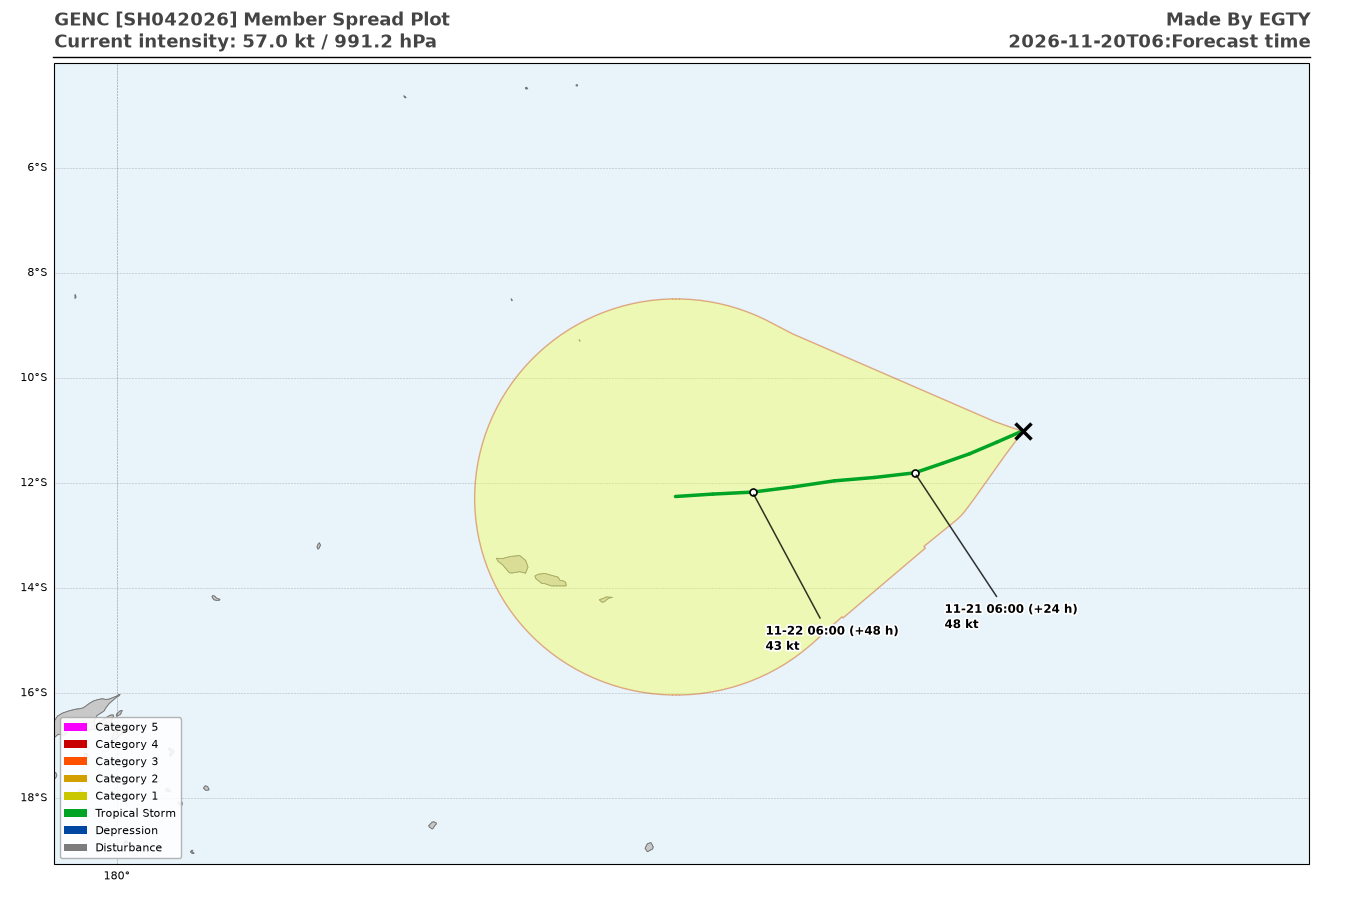 GENC [SH042026] Member Spread Plot
Current intensity: 57.0 kt / 991.2 hPa
Made By EGTY
2026-11-20T06:Forecast time
6°S
8°S
10°S
12°S
14°S
16°S
18°S
180°
11-21 06:00 (+24 h)
48 kt
11-22 06:00 (+48 h)
43 kt
Category 5
Category 4
Category 3
Category 2
Category 1
Tropical Storm
Depression
Disturbance